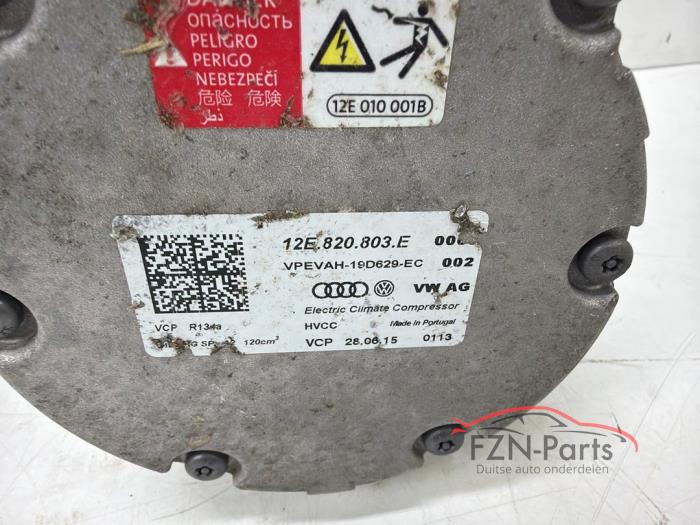 ОПАСНОСТЬ
PELIGRO
PERIGO
NEBEZPEČÍ
危险 危険
خطر
12E 010 001B
12E.820.803.E
VPEVAH-19D629-EC 002
VW AG
Electric Climate Compressor
VCP R134a HVCC Made in Portugal
120cm³ VCP 28.06.15 0113
FZN-Parts
Duitse auto onderdelen